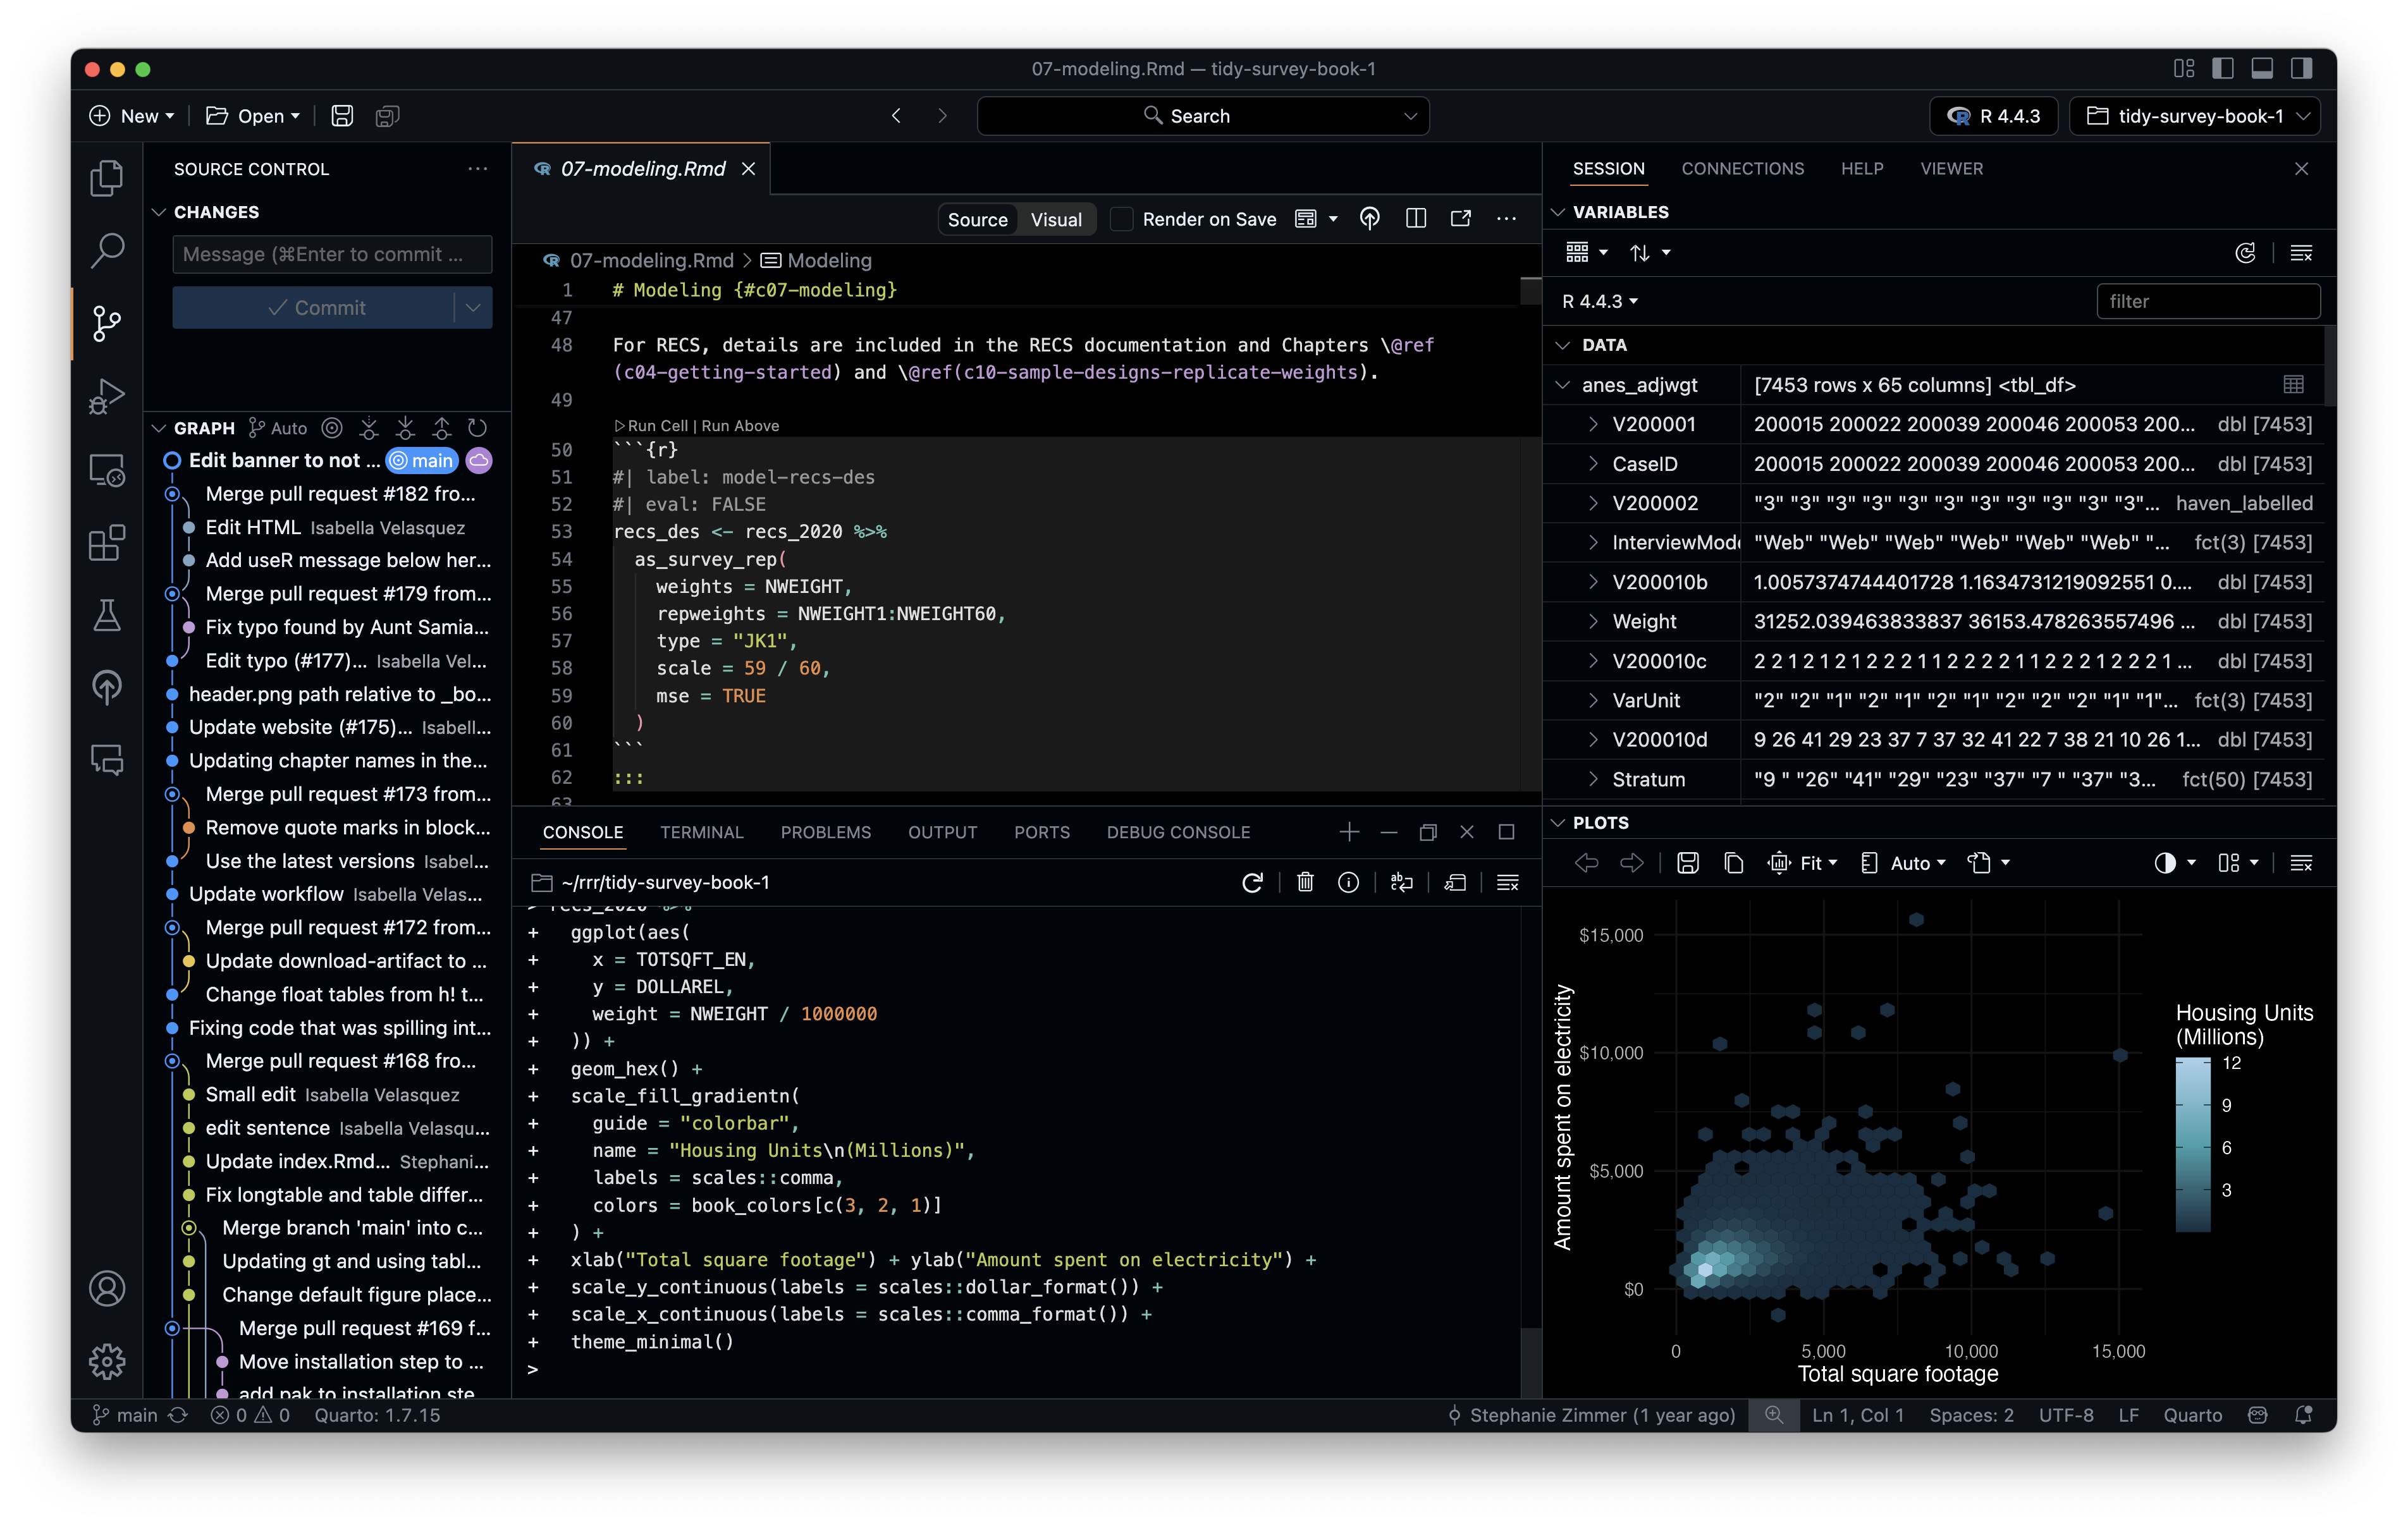 07-modeling.Rmd — tidy-survey-book-1
New
Open
Search
R 4.4.3
tidy-survey-book-1
SOURCE CONTROL
CHANGES
Message (⌘Enter to commit ...
Commit
GRAPH
Auto
Edit banner to not ... main
Merge pull request #182 fro...
Edit HTML Isabella Velasquez
Add useR message below her...
Merge pull request #179 from...
Fix typo found by Aunt Samia...
Edit typo (#177)... Isabella Vel...
header.png path relative to _bo...
Update website (#175)... Isabell...
Updating chapter names in the...
Merge pull request #173 from...
Remove quote marks in block...
Use the latest versions Isabel...
Update workflow Isabella Velas...
Merge pull request #172 from...
Update download-artifact to ...
Change float tables from h! t...
Fixing code that was spilling int...
Merge pull request #168 fro...
Small edit Isabella Velasquez
edit sentence Isabella Velasqu...
Update index.Rmd... Stephani...
Fix longtable and table differ...
Merge branch 'main' into c...
Updating gt and using tabl...
Change default figure place...
Merge pull request #169 f...
Move installation step to ...
add pak to installation ste
07-modeling.Rmd
Source Visual Render on Save
07-modeling.Rmd > Modeling
1 # Modeling {#c07-modeling}
47
48 For RECS, details are included in the RECS documentation and Chapters \@ref
(c04-getting-started) and \@ref(c10-sample-designs-replicate-weights).
49
Run Cell | Run Above
50 ```{r}
51 #| label: model-recs-des
52 #| eval: FALSE
53 recs_des <- recs_2020 %>%
54 as_survey_rep(
55 weights = NWEIGHT,
56 repweights = NWEIGHT1:NWEIGHT60,
57 type = "JK1",
58 scale = 59 / 60,
59 mse = TRUE
60 )
61 ```
62 :::
63
CONSOLE TERMINAL PROBLEMS OUTPUT PORTS DEBUG CONSOLE
~/rrr/tidy-survey-book-1
> recs_2020 %>%
+ ggplot(aes(
+ x = TOTSQFT_EN,
+ y = DOLLAREL,
+ weight = NWEIGHT / 1000000
+ )) +
+ geom_hex() +
+ scale_fill_gradientn(
+ guide = "colorbar",
+ name = "Housing Units\n(Millions)",
+ labels = scales::comma,
+ colors = book_colors[c(3, 2, 1)]
+ ) +
+ xlab("Total square footage") + ylab("Amount spent on electricity") +
+ scale_y_continuous(labels = scales::dollar_format()) +
+ scale_x_continuous(labels = scales::comma_format()) +
+ theme_minimal()
>
SESSION CONNECTIONS HELP VIEWER
VARIABLES
R 4.4.3
filter
DATA
anes_adjwgt [7453 rows x 65 columns] <tbl_df>
V200001 200015 200022 200039 200046 200053 200... dbl [7453]
CaseID 200015 200022 200039 200046 200053 200... dbl [7453]
V200002 "3" "3" "3" "3" "3" "3" "3" "3" "3" "3" "3"... haven_labelled
InterviewMode "Web" "Web" "Web" "Web" "Web" "Web" "... fct(3) [7453]
V200010b 1.0057374744401728 1.1634731219092551 0.... dbl [7453]
Weight 31252.039463833837 36153.478263557496 ... dbl [7453]
V200010c 2 2 1 2 1 2 1 2 2 2 1 1 2 2 2 2 1 1 2 2 2 1 2 2 2 1 ... dbl [7453]
VarUnit "2" "2" "1" "2" "1" "2" "1" "2" "2" "2" "1" "1"... fct(3) [7453]
V200010d 9 26 41 29 23 37 7 37 32 41 22 7 38 21 10 26 1... dbl [7453]
Stratum "9 " "26" "41" "29" "23" "37" "7 " "37" "3... fct(50) [7453]
PLOTS
Fit Auto
Amount spent on electricity
$15,000
$10,000
$5,000
$0
0 5,000 10,000 15,000
Total square footage
Housing Units
(Millions)
12
9
6
3
main 0 0 Quarto: 1.7.15
Stephanie Zimmer (1 year ago) Ln 1, Col 1 Spaces: 2 UTF-8 LF Quarto